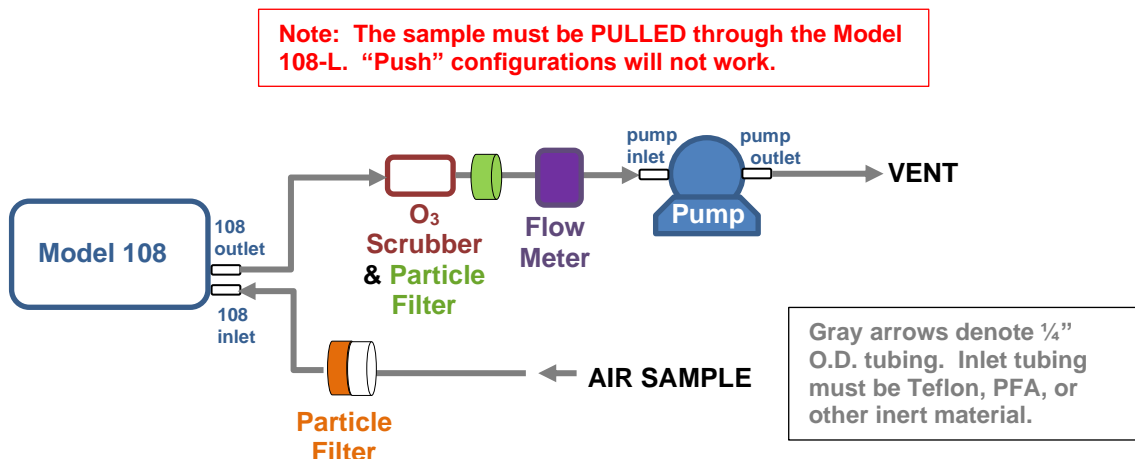 Note:  The sample must be PULLED through the Model
108-L.  “Push” configurations will not work.
pump
inlet
pump
outlet
VENT
Pump
O₃
Scrubber
& Particle
Filter
Flow
Meter
Model 108
108
outlet
108
inlet
AIR SAMPLE
Particle
Filter
Gray arrows denote ¼”
O.D. tubing.  Inlet tubing
must be Teflon, PFA, or
other inert material.